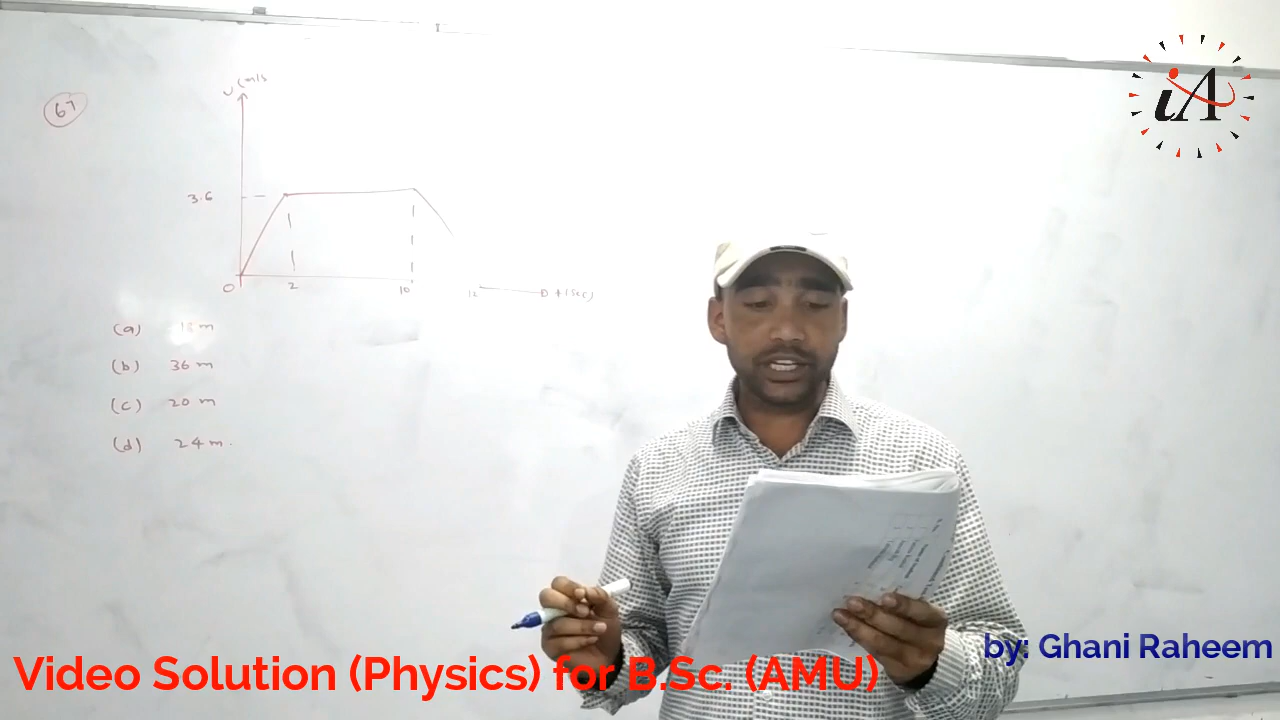 67
v (m/s
3.6
0 2 10 12 t (sec)
(a) 18 m
(b) 36 m
(c) 20 m
(d) 24 m.
iA
by: Ghani Raheem
Video Solution (Physics) for B.Sc. (AMU)